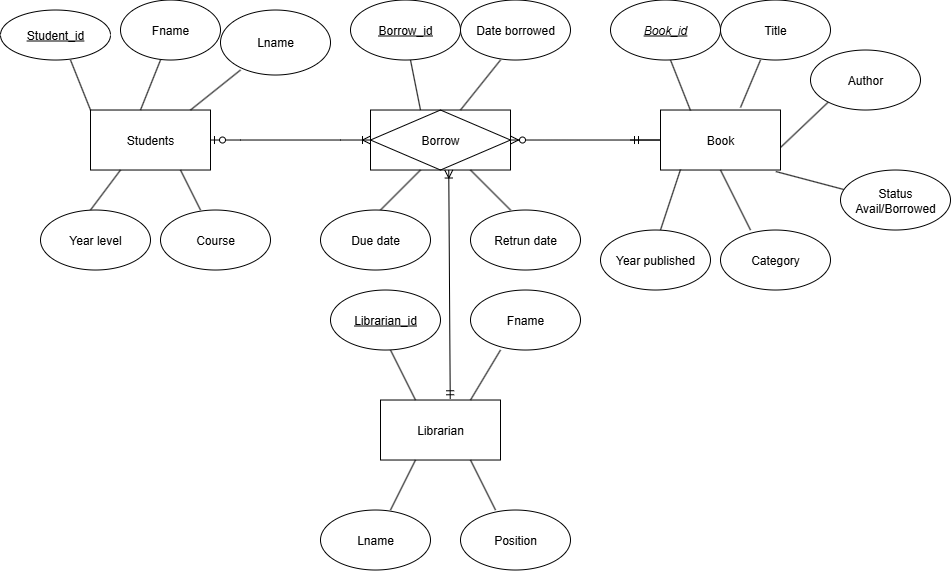 Student_id
Fname
Lname
Borrow_id
Date borrowed
Book_id
Title
Author
Students
Borrow
Book
Status
Avail/Borrowed
Year level
Course
Due date
Retrun date
Year published
Category
Librarian_id
Fname
Librarian
Lname
Position